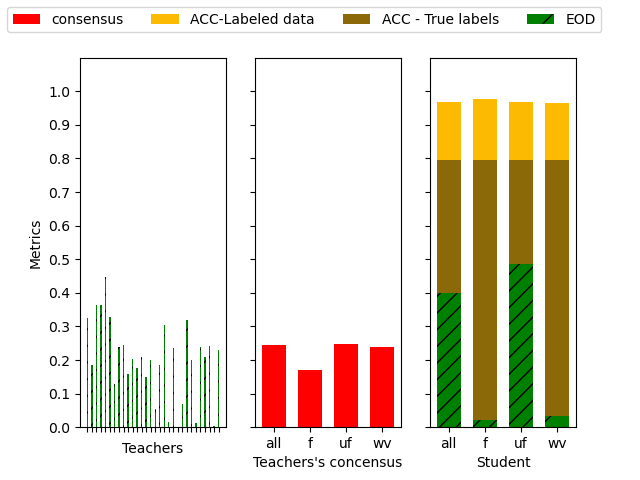 consensus ACC-Labeled data ACC - True labels EOD
Metrics
1.0
0.9
0.8
0.7
0.6
0.5
0.4
0.3
0.2
0.1
0.0
all f uf wv all f uf wv
Teachers Teachers's concensus Student